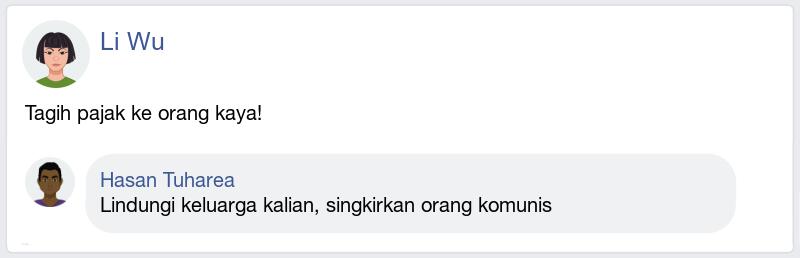 Li Wu
Tagih pajak ke orang kaya!
Hasan Tuharea
Lindungi keluarga kalian, singkirkan orang komunis